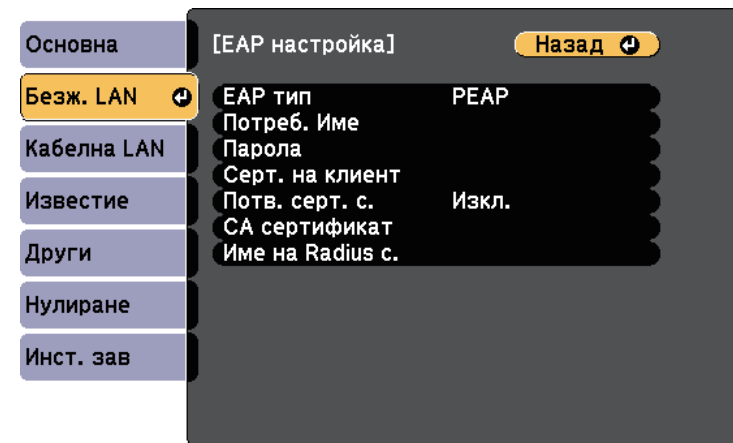 Основна
Безж. LAN
Кабелна LAN
Известие
Други
Нулиране
Инст. зав
[EAP настройка]
Назад
EAP тип PEAP
Потреб. Име
Парола
Серт. на клиент
Потв. серт. с. Изкл.
CA сертификат
Име на Radius с.